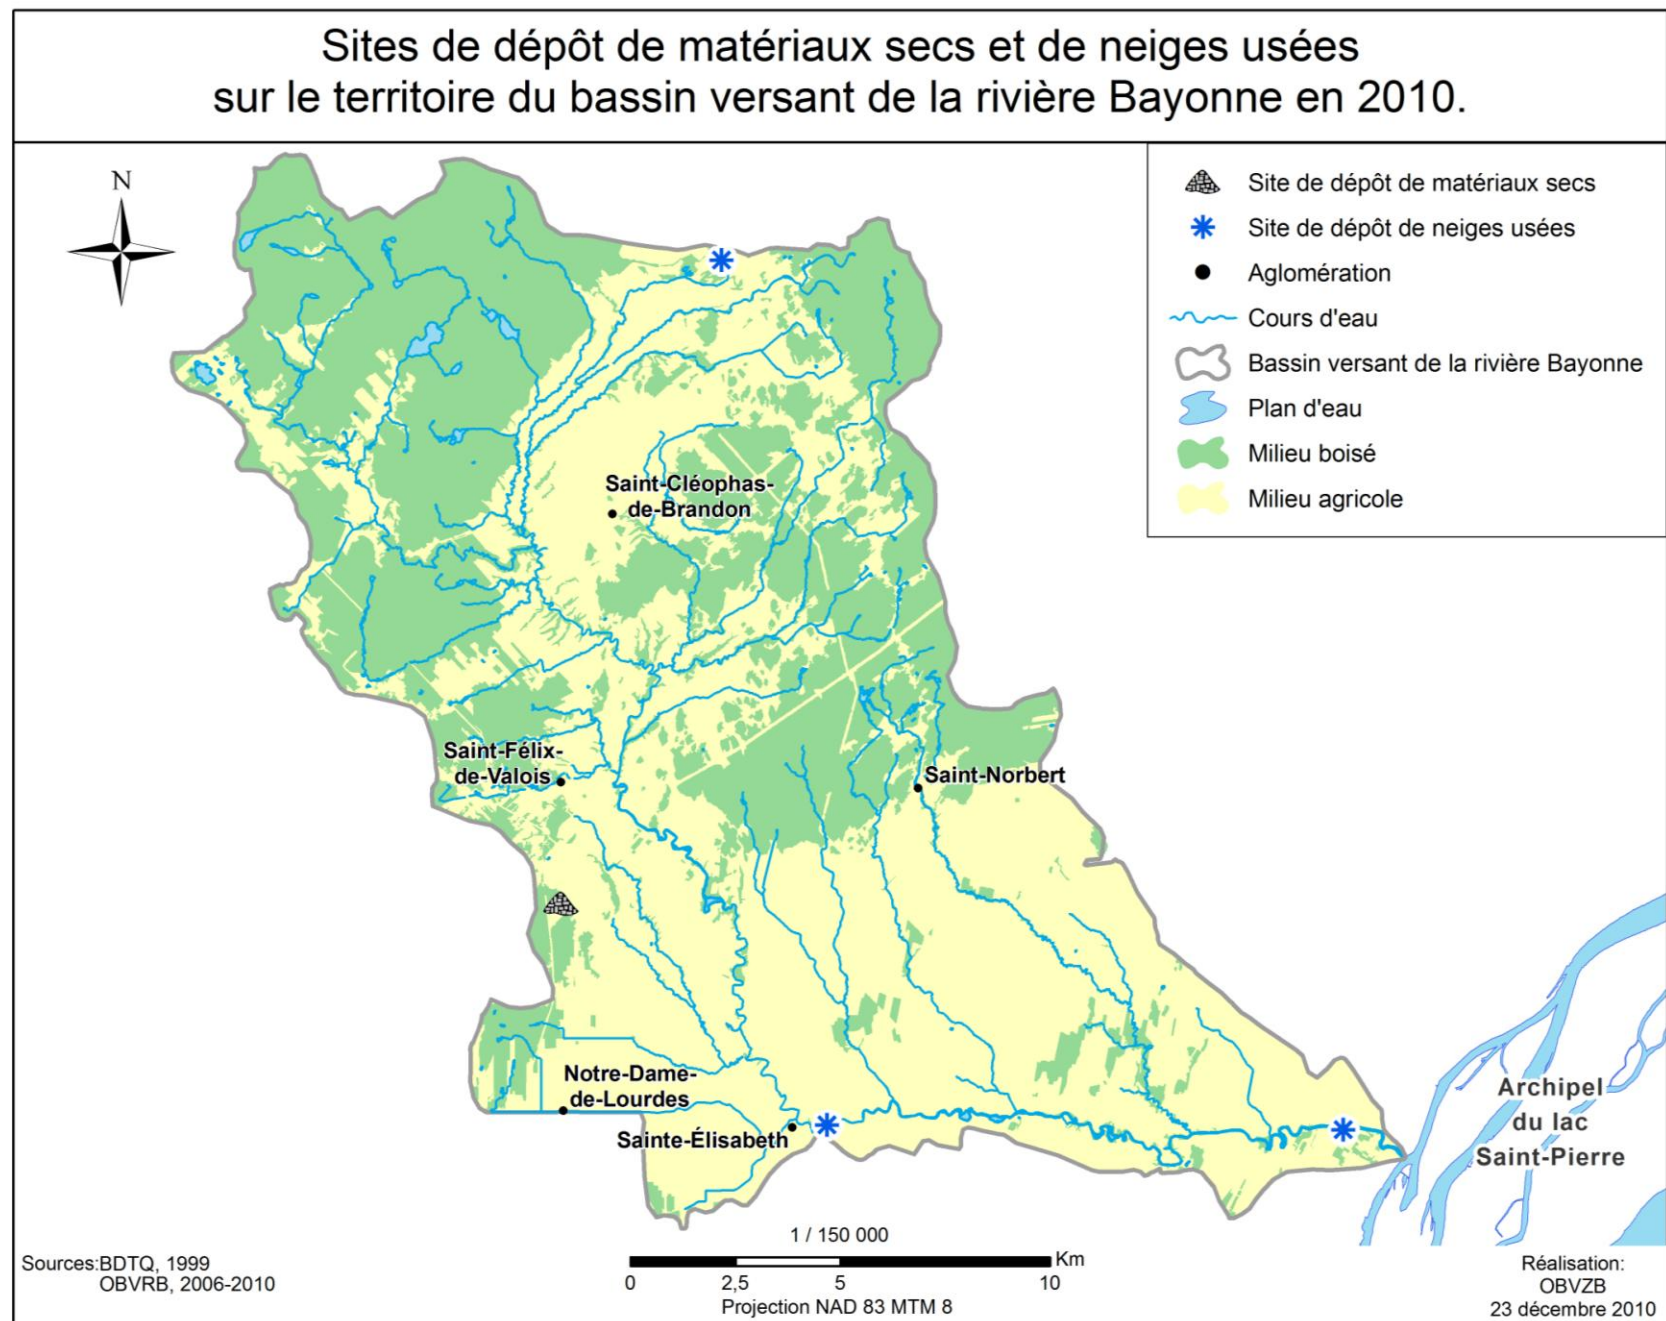 Sites de dépôt de matériaux secs et de neiges usées
sur le territoire du bassin versant de la rivière Bayonne en 2010.
N
Site de dépôt de matériaux secs
Site de dépôt de neiges usées
Aglomération
Cours d'eau
Bassin versant de la rivière Bayonne
Plan d'eau
Milieu boisé
Milieu agricole
Saint-Cléophas-
de-Brandon
Saint-Félix-
de-Valois
Saint-Norbert
Notre-Dame-
de-Lourdes
Sainte-Élisabeth
Archipel
du lac
Saint-Pierre
1 / 150 000
Km
0 2,5 5 10
Projection NAD 83 MTM 8
Sources:BDTQ, 1999
OBVRB, 2006-2010
Réalisation:
OBVZB
23 décembre 2010